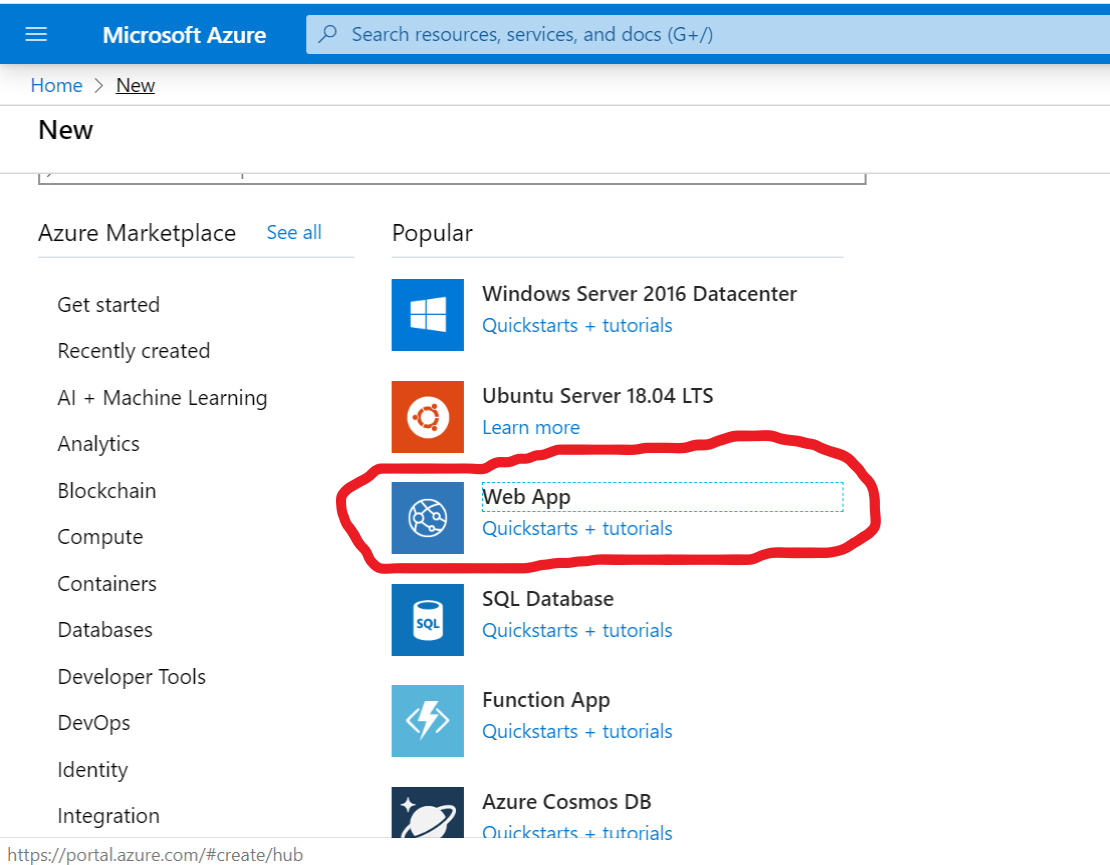 Microsoft Azure
Search resources, services, and docs (G+/)
Home > New
New
Azure Marketplace See all
Get started
Recently created
AI + Machine Learning
Analytics
Blockchain
Compute
Containers
Databases
Developer Tools
DevOps
Identity
Integration
Popular
Windows Server 2016 Datacenter
Quickstarts + tutorials
Ubuntu Server 18.04 LTS
Learn more
Web App
Quickstarts + tutorials
SQL
SQL Database
Quickstarts + tutorials
Function App
Quickstarts + tutorials
Azure Cosmos DB
Quickstarts + tutorials
https://portal.azure.com/#create/hub